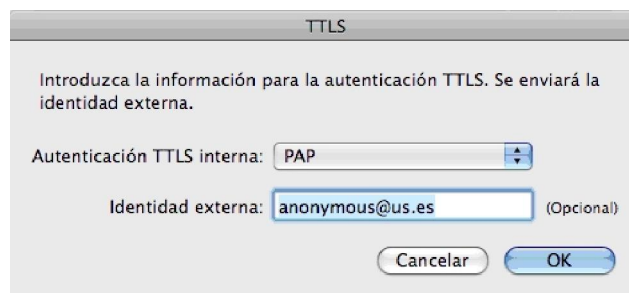 TTLS
Introduzca la información para la autenticación TTLS. Se enviará la
identidad externa.
Autenticación TTLS interna: PAP
Identidad externa: anonymous@us.es (Opcional)
Cancelar OK